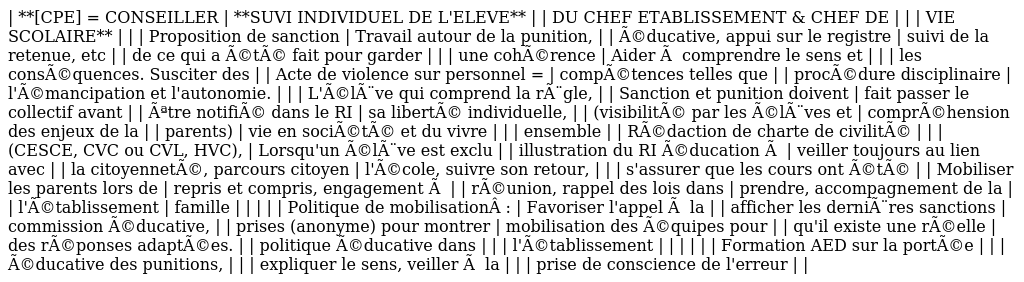 | **[CPE] = CONSEILLER | **SUVI INDIVIDUEL DE L'ELEVE** | | DU CHEF ETABLISSEMENT & CHEF DE | | | VIE
SCOLAIRE** | | | Proposition de sanction | Travail autour de la punition, | | Ã©ducative, appui sur le registre | suivi de la
retenue, etc | | de ce qui a Ã©tÃ© fait pour garder | | | une cohÃ©rence | Aider Ã  comprendre le sens et | | | les
consÃ©quences. Susciter des | | Acte de violence sur personnel = | compÃ©tences telles que | | procÃ©dure disciplinaire |
l'Ã©mancipation et l'autonomie. | | | L'Ã©lÃ¨ve qui comprend la rÃ¨gle, | | Sanction et punition doivent | fait passer le
collectif avant | | Ãªtre notifiÃ© dans le RI | sa libertÃ© individuelle, | | (visibilitÃ© par les Ã©lÃ¨ves et | comprÃ©hension
des enjeux de la | | parents) | vie en sociÃ©tÃ© et du vivre | | | ensemble | | RÃ©daction de charte de civilitÃ© | | |
(CESCE, CVC ou CVL, HVC), | Lorsqu'un Ã©lÃ¨ve est exclu | | illustration du RI Ã©ducation Ã  | veiller toujours au lien
avec | | la citoyennetÃ©, parcours citoyen | l'Ã©cole, suivre son retour, | | | s'assurer que les cours ont Ã©tÃ© | | Mobiliser
les parents lors de | repris et compris, engagement Ã  | | rÃ©union, rappel des lois dans | prendre, accompagnement de la |
| l'Ã©tablissement | famille | | | | | Politique de mobilisationÂ : | Favoriser l'appel Ã  la | | afficher les derniÃ¨res sanctions |
commission Ã©ducative, | | prises (anonyme) pour montrer | mobilisation des Ã©quipes pour | | qu'il existe une rÃ©elle |
des rÃ©ponses adaptÃ©es. | | politique Ã©ducative dans | | | l'Ã©tablissement | | | | | | Formation AED sur la portÃ©e | | |
Ã©ducative des punitions, | | | expliquer le sens, veiller Ã  la | | | prise de conscience de l'erreur | |